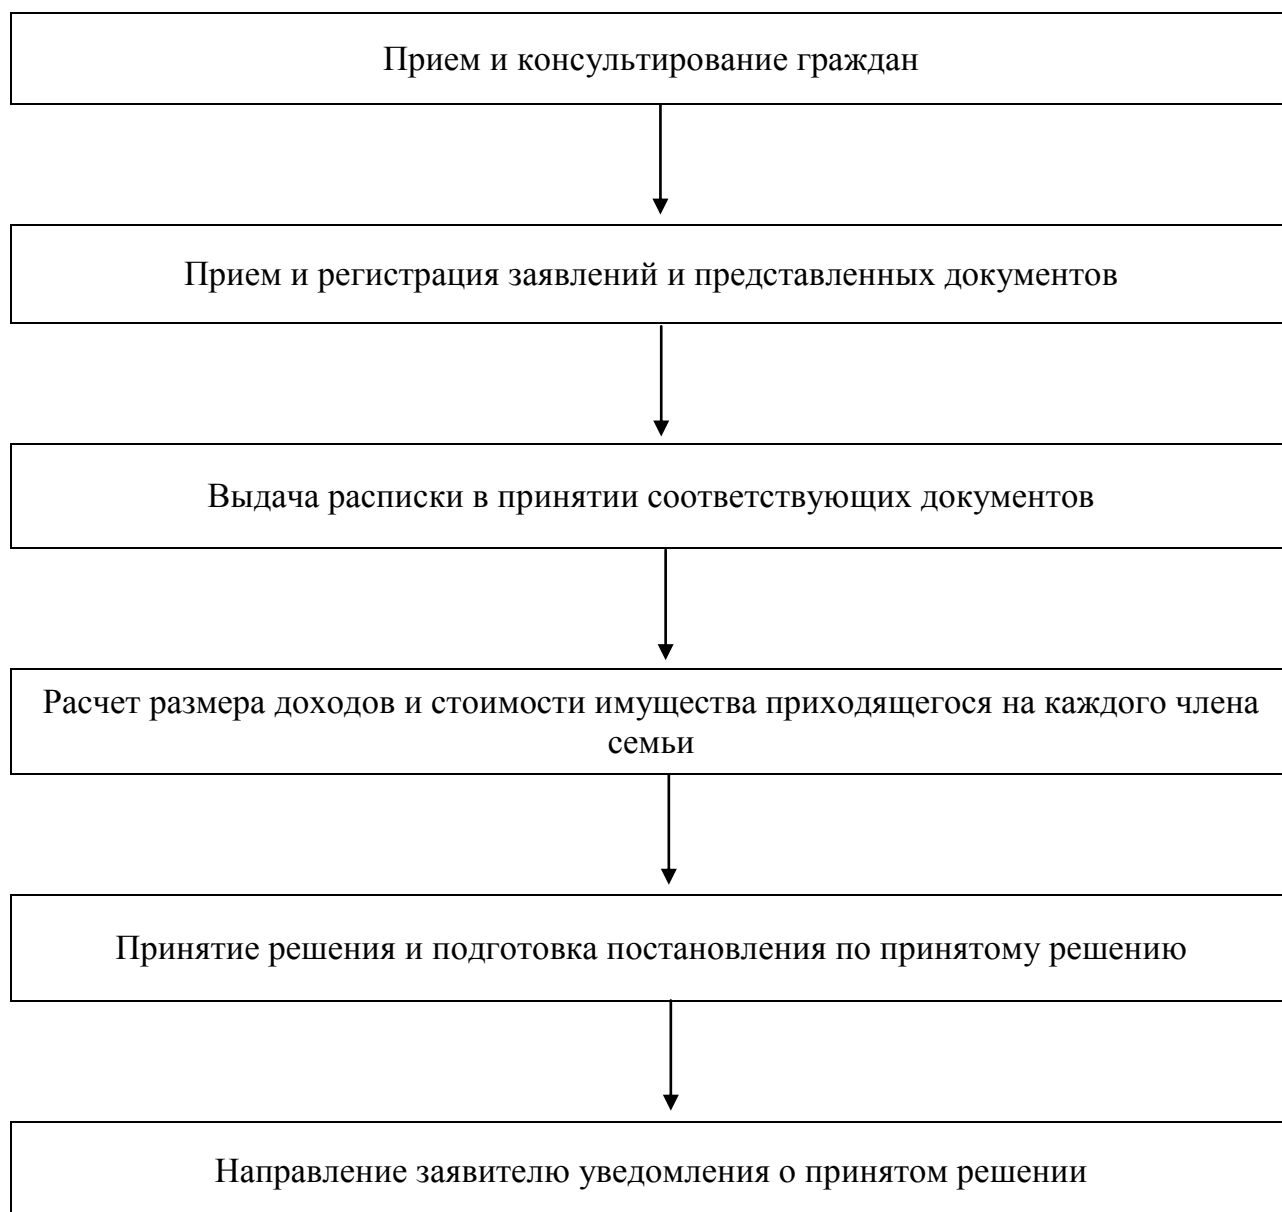 Прием и консультирование граждан
Прием и регистрация заявлений и представленных документов
Выдача расписки в принятии соответствующих документов
Расчет размера доходов и стоимости имущества приходящегося на каждого члена
семьи
Принятие решения и подготовка постановления по принятому решению
Направление заявителю уведомления о принятом решении